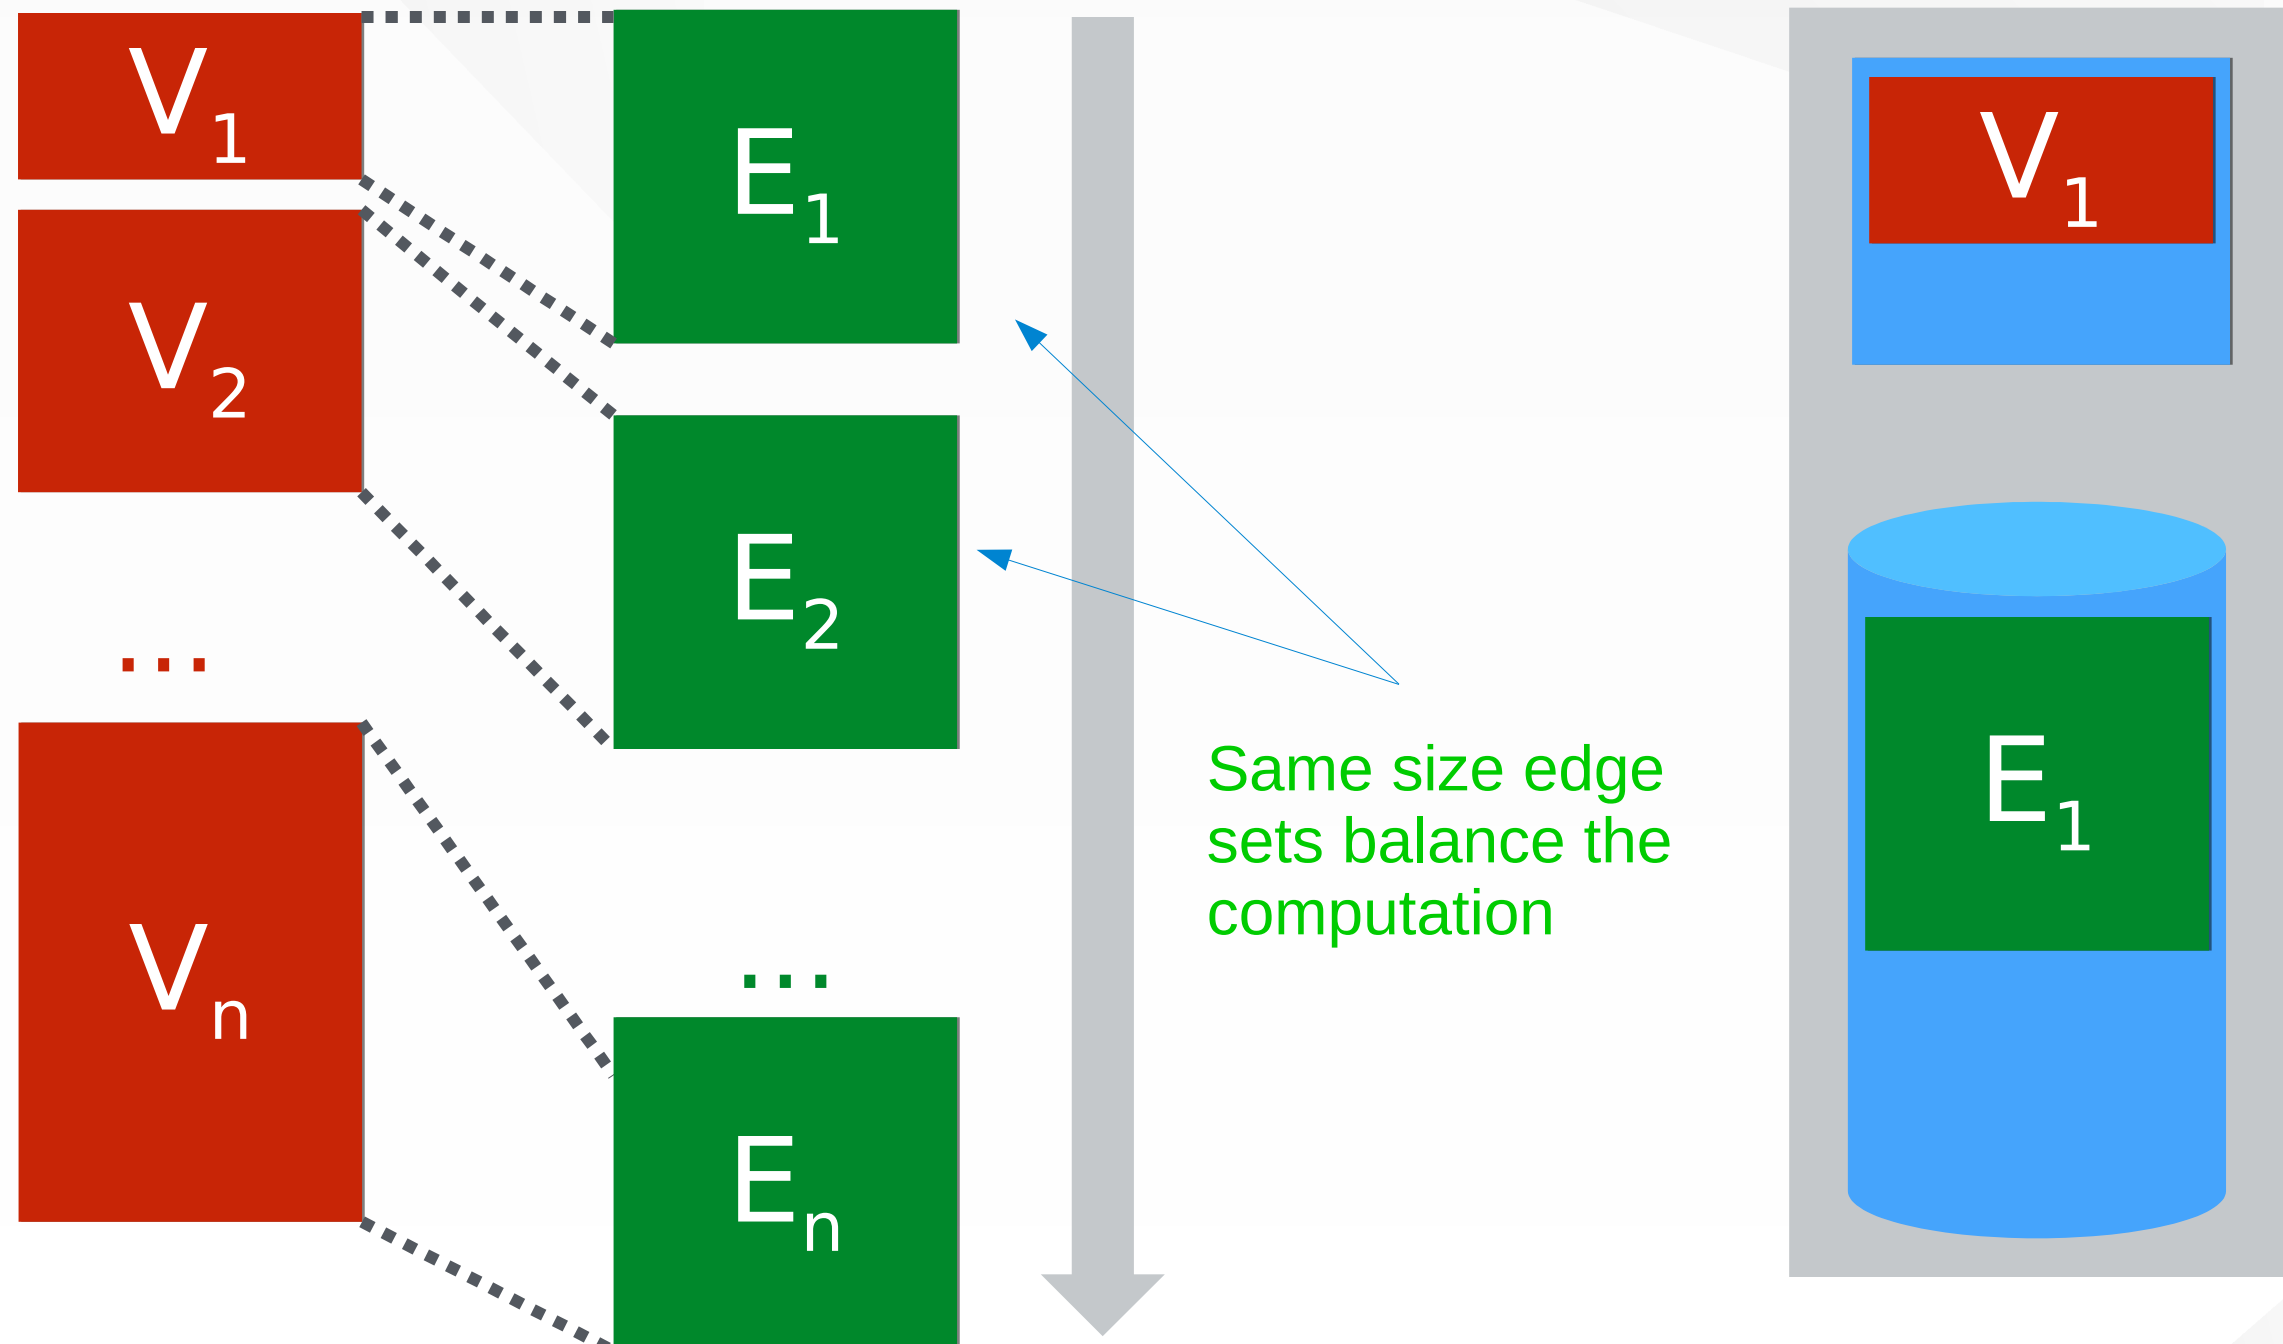 V₁
E₁
V₂
E₂
...
Vₙ
...
Eₙ
Same size edge
sets balance the
computation
V₁
E₁